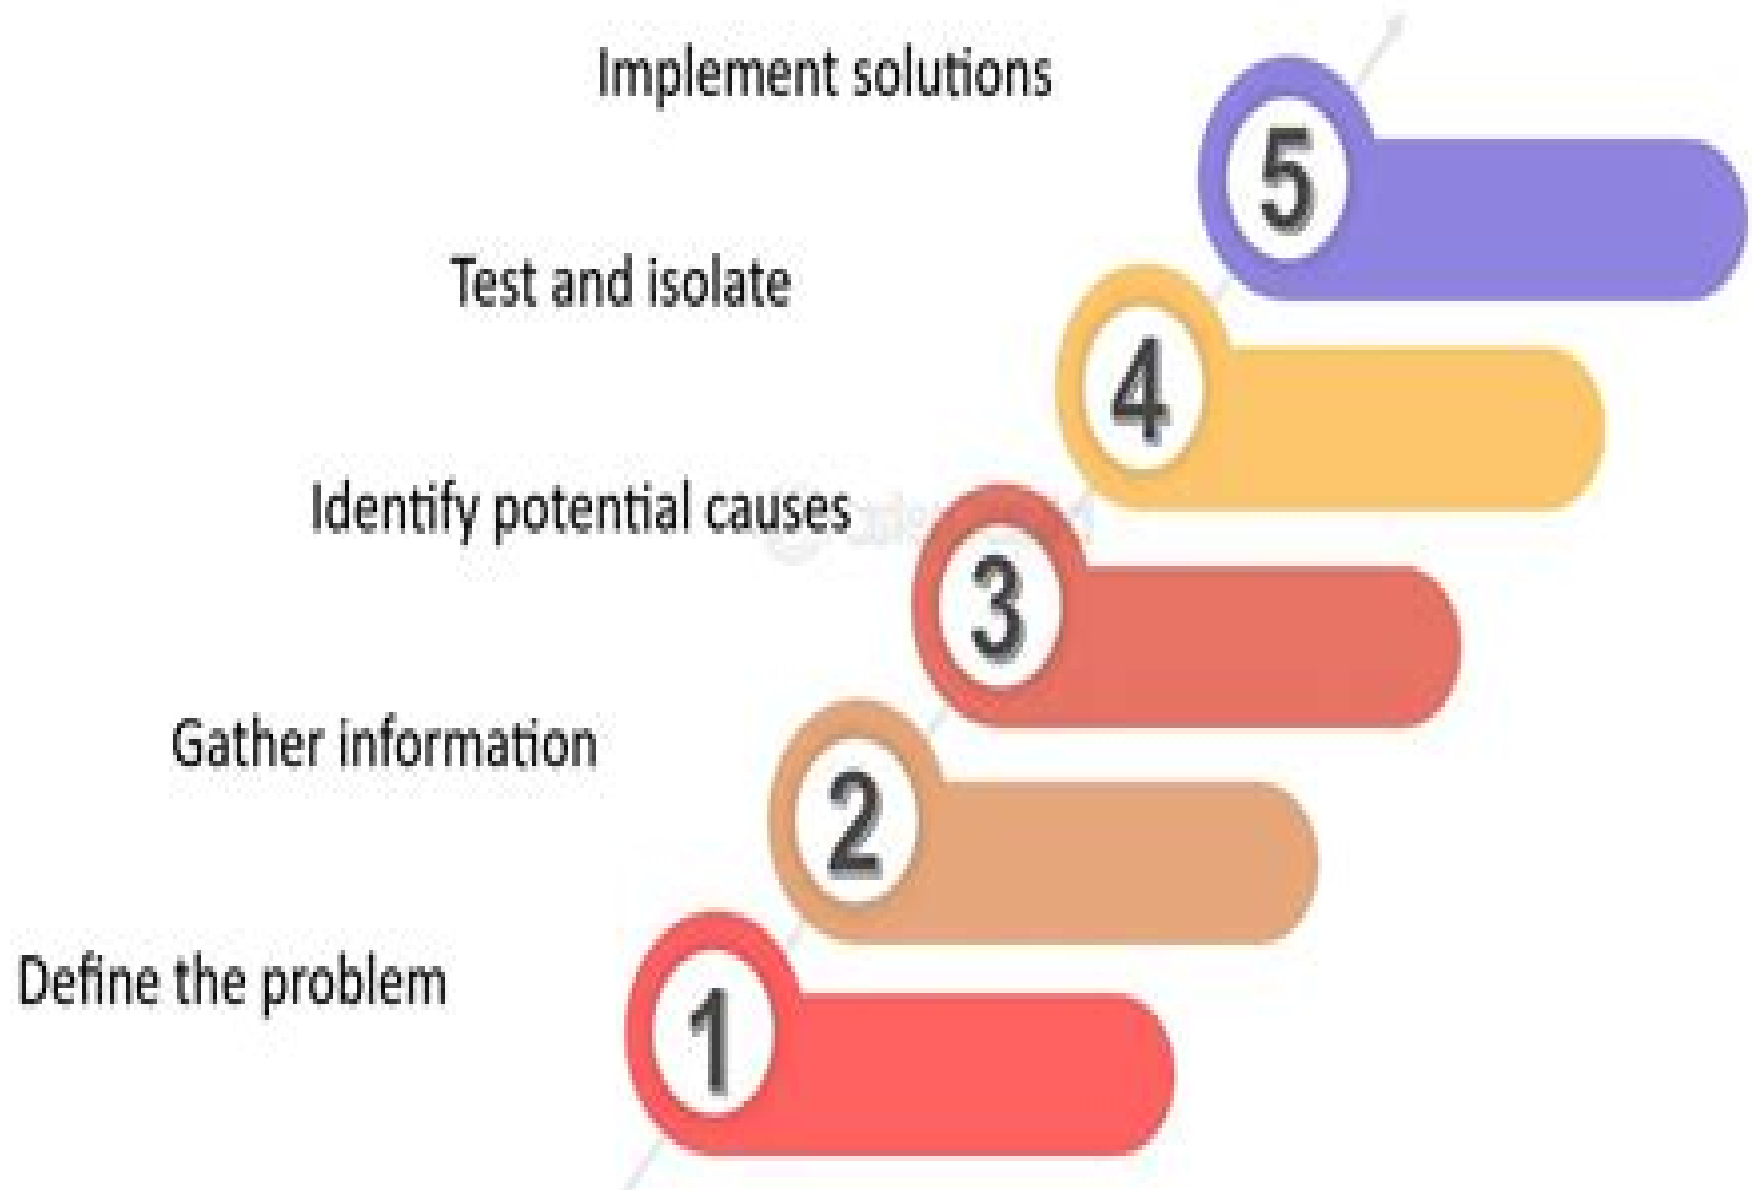 Implement solutions
5
Test and isolate
4
Identify potential causes
3
Gather information
2
Define the problem
1